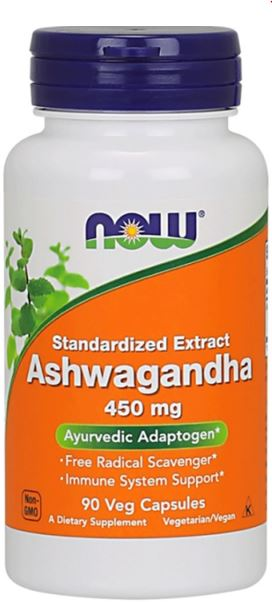 NOW®
Standardized Extract
Ashwagandha
450 mg
Ayurvedic Adaptogen*
• Free Radical Scavenger*
• Immune System Support*
90 Veg Capsules
Non-
GMO
A Dietary Supplement Vegetarian/Vegan
K